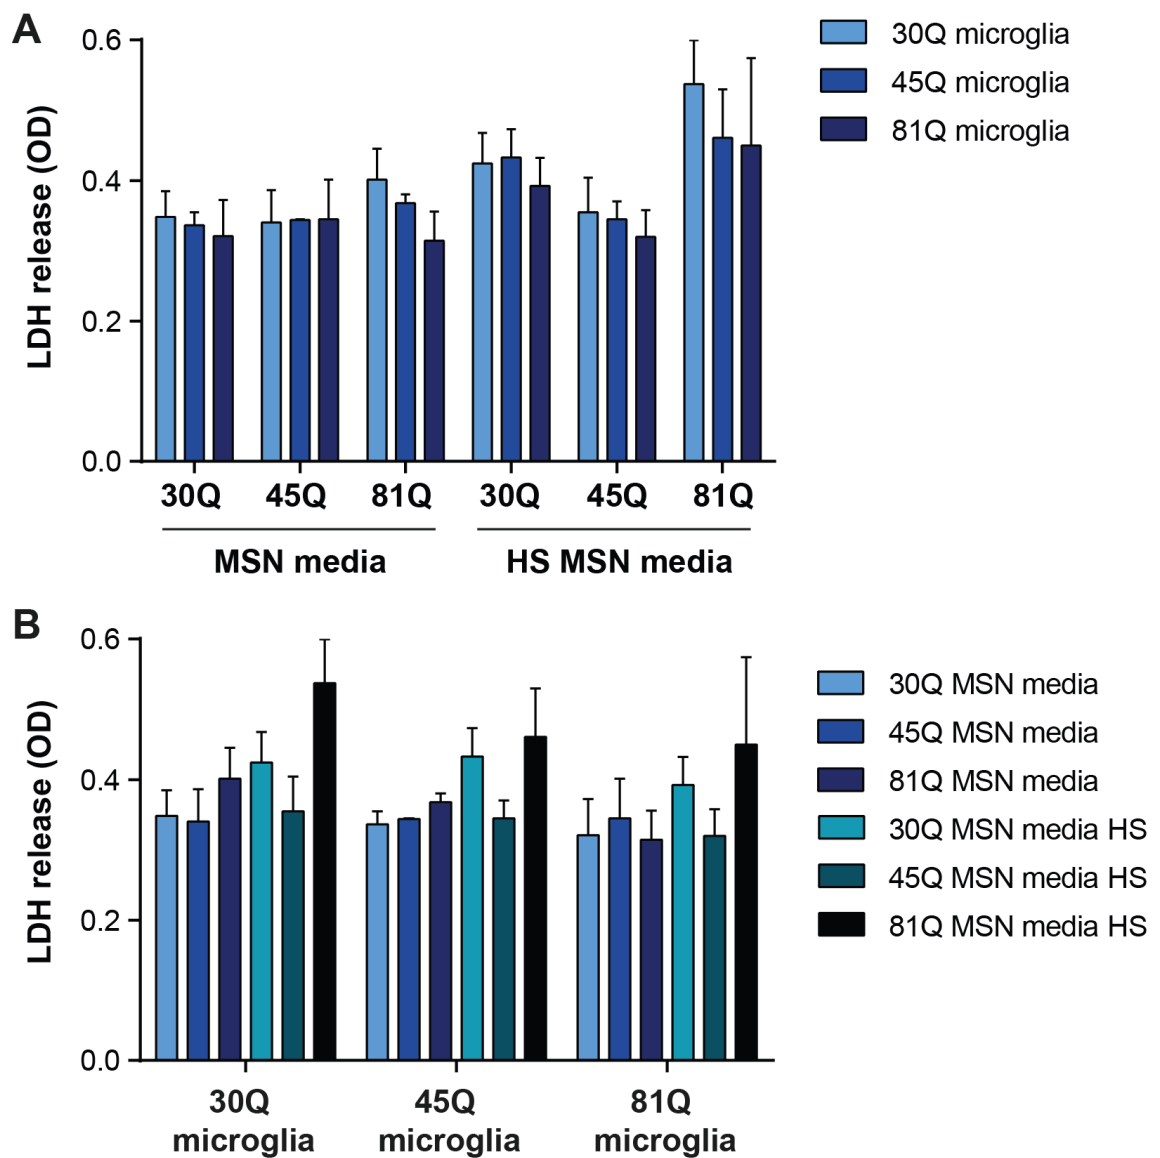 A
LDH release (OD)
0.6
0.4
0.2
0.0
30Q 45Q 81Q 30Q 45Q 81Q
MSN media HS MSN media
30Q microglia
45Q microglia
81Q microglia
B
LDH release (OD)
0.6
0.4
0.2
0.0
30Q microglia
45Q microglia
81Q microglia
30Q MSN media
45Q MSN media
81Q MSN media
30Q MSN media HS
45Q MSN media HS
81Q MSN media HS